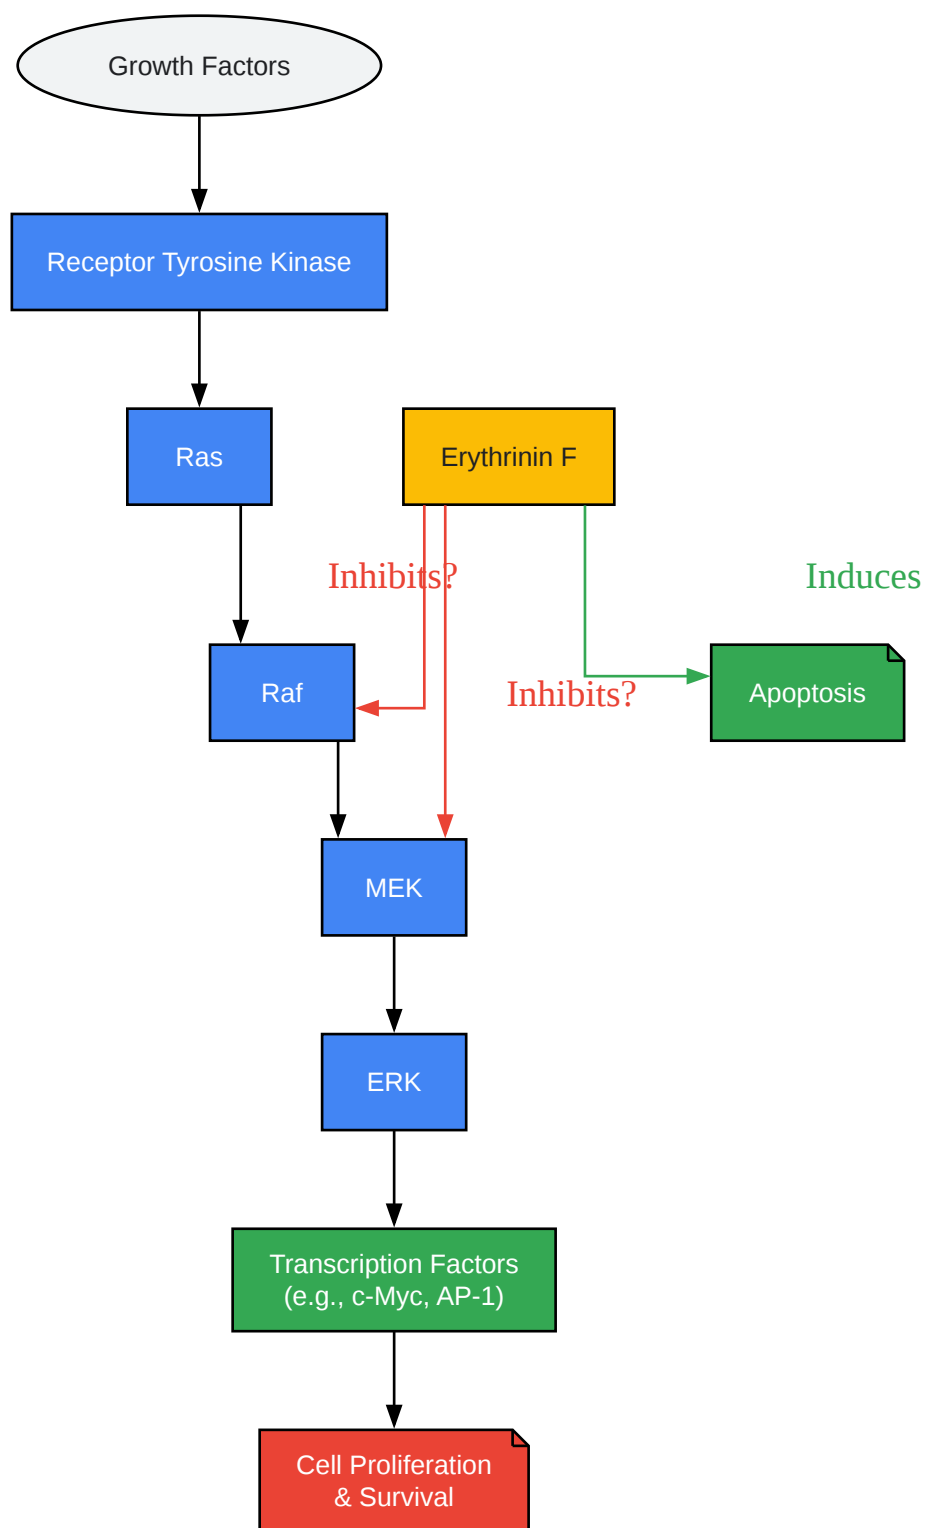 Growth Factors
Receptor Tyrosine Kinase
Ras
Erythrinin F
Inhibits?
Induces
Raf
Inhibits?
Apoptosis
MEK
ERK
Transcription Factors
(e.g., c-Myc, AP-1)
Cell Proliferation
& Survival